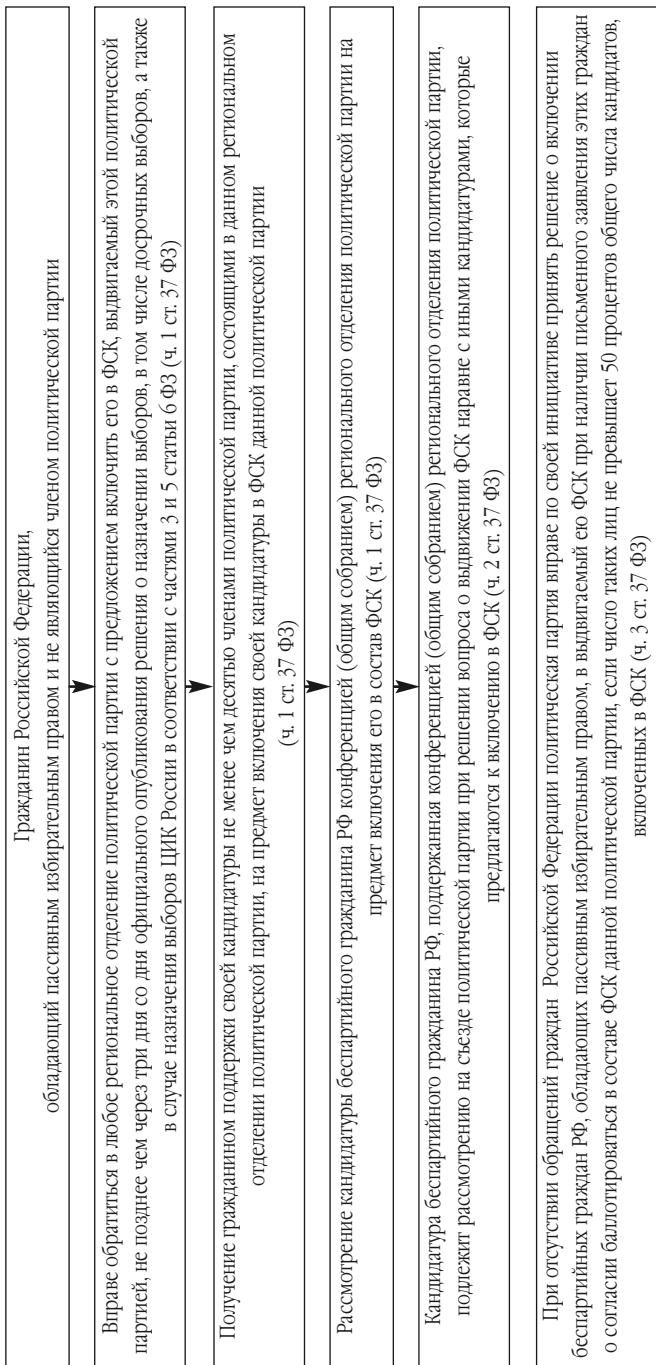 Гражданин Российской Федерации,
обладающий пассивным избирательным правом и не являющийся членом политической партии
Вправе обратиться в любое региональное отделение политической партии с предложением включить его в ФСК, выдвигаемый этой политической
партией, не позднее чем через три дня со дня официального опубликования решения о назначении выборов, в том числе досрочных выборов, а также
в случае назначения выборов ЦИК России в соответствии с частями 3 и 5 статьи 6 ФЗ (ч. 1 ст. 37 ФЗ)
Получение гражданином поддержки своей кандидатуры не менее чем десятью членами политической партии, состоящими в данном региональном
отделении политической партии, на предмет включения своей кандидатуры в ФСК данной политической партии
(ч. 1 ст. 37 ФЗ)
Рассмотрение кандидатуры беспартийного гражданина РФ конференцией (общим собранием) регионального отделения политической партии на
предмет включения его в состав ФСК (ч. 1 ст. 37 ФЗ)
Кандидатура беспартийного гражданина РФ, поддержанная конференцией (общим собранием) регионального отделения политической партии,
подлежит рассмотрению на съезде политической партии при решении вопроса о выдвижении ФСК наравне с иными кандидатурами, которые
предлагаются к включению в ФСК (ч. 2 ст. 37 ФЗ)
При отсутствии обращений граждан Российской Федерации политическая партия вправе по своей инициативе принять решение о включении
беспартийных граждан РФ, обладающих пассивным избирательным правом, в выдвигаемый ею ФСК при наличии письменного заявления этих граждан
о согласии баллотироваться в составе ФСК данной политической партии, если число таких лиц не превышает 50 процентов общего числа кандидатов,
включенных в ФСК (ч. 3 ст. 37 ФЗ)